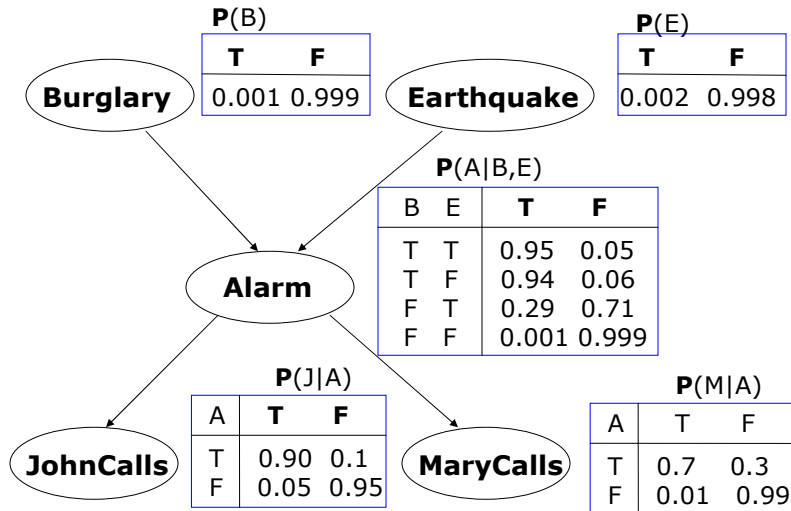 P(B)
T F
0.001 0.999
Burglary
P(E)
T F
0.002 0.998
Earthquake
P(A|B,E)
B E T F
T T 0.95 0.05
T F 0.94 0.06
F T 0.29 0.71
F F 0.001 0.999
Alarm
P(J|A)
A T F
T 0.90 0.1
F 0.05 0.95
JohnCalls
P(M|A)
A T F
T 0.7 0.3
F 0.01 0.99
MaryCalls